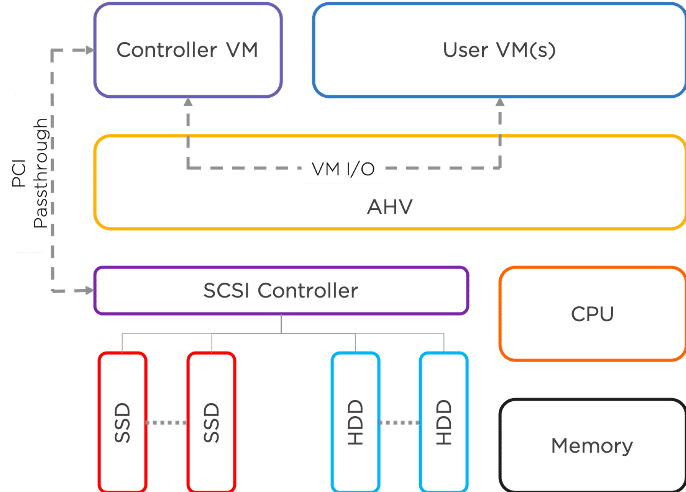 Controller VM
User VM(s)
PCI
Passthrough
VM I/O
AHV
SCSI Controller
CPU
SSD
SSD
HDD
HDD
Memory